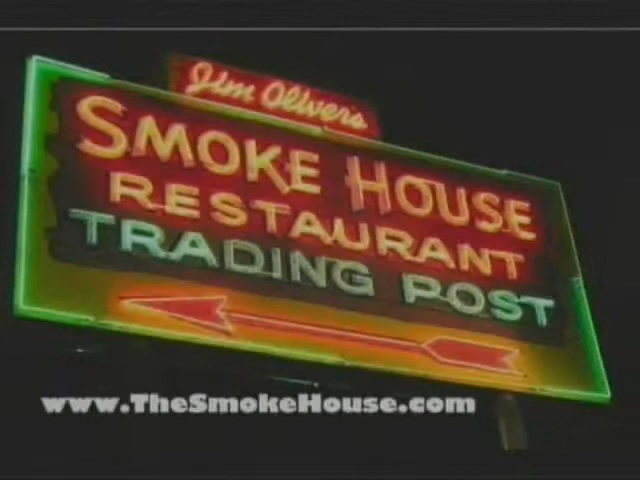 Jim Oliver's
SMOKE HOUSE
RESTAURANT
TRADING POST
www.TheSmokeHouse.com